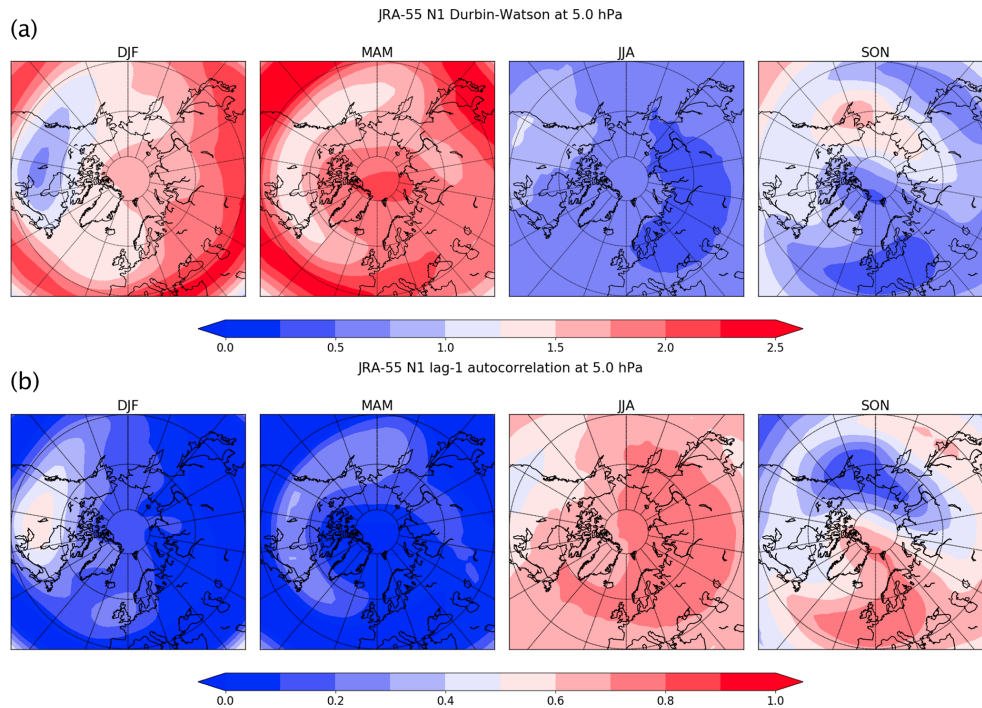 (a)
JRA-55 N1 Durbin-Watson at 5.0 hPa
DJF MAM JJA SON
0.0 0.5 1.0 1.5 2.0 2.5
(b)
JRA-55 N1 lag-1 autocorrelation at 5.0 hPa
DJF MAM JJA SON
0.0 0.2 0.4 0.6 0.8 1.0